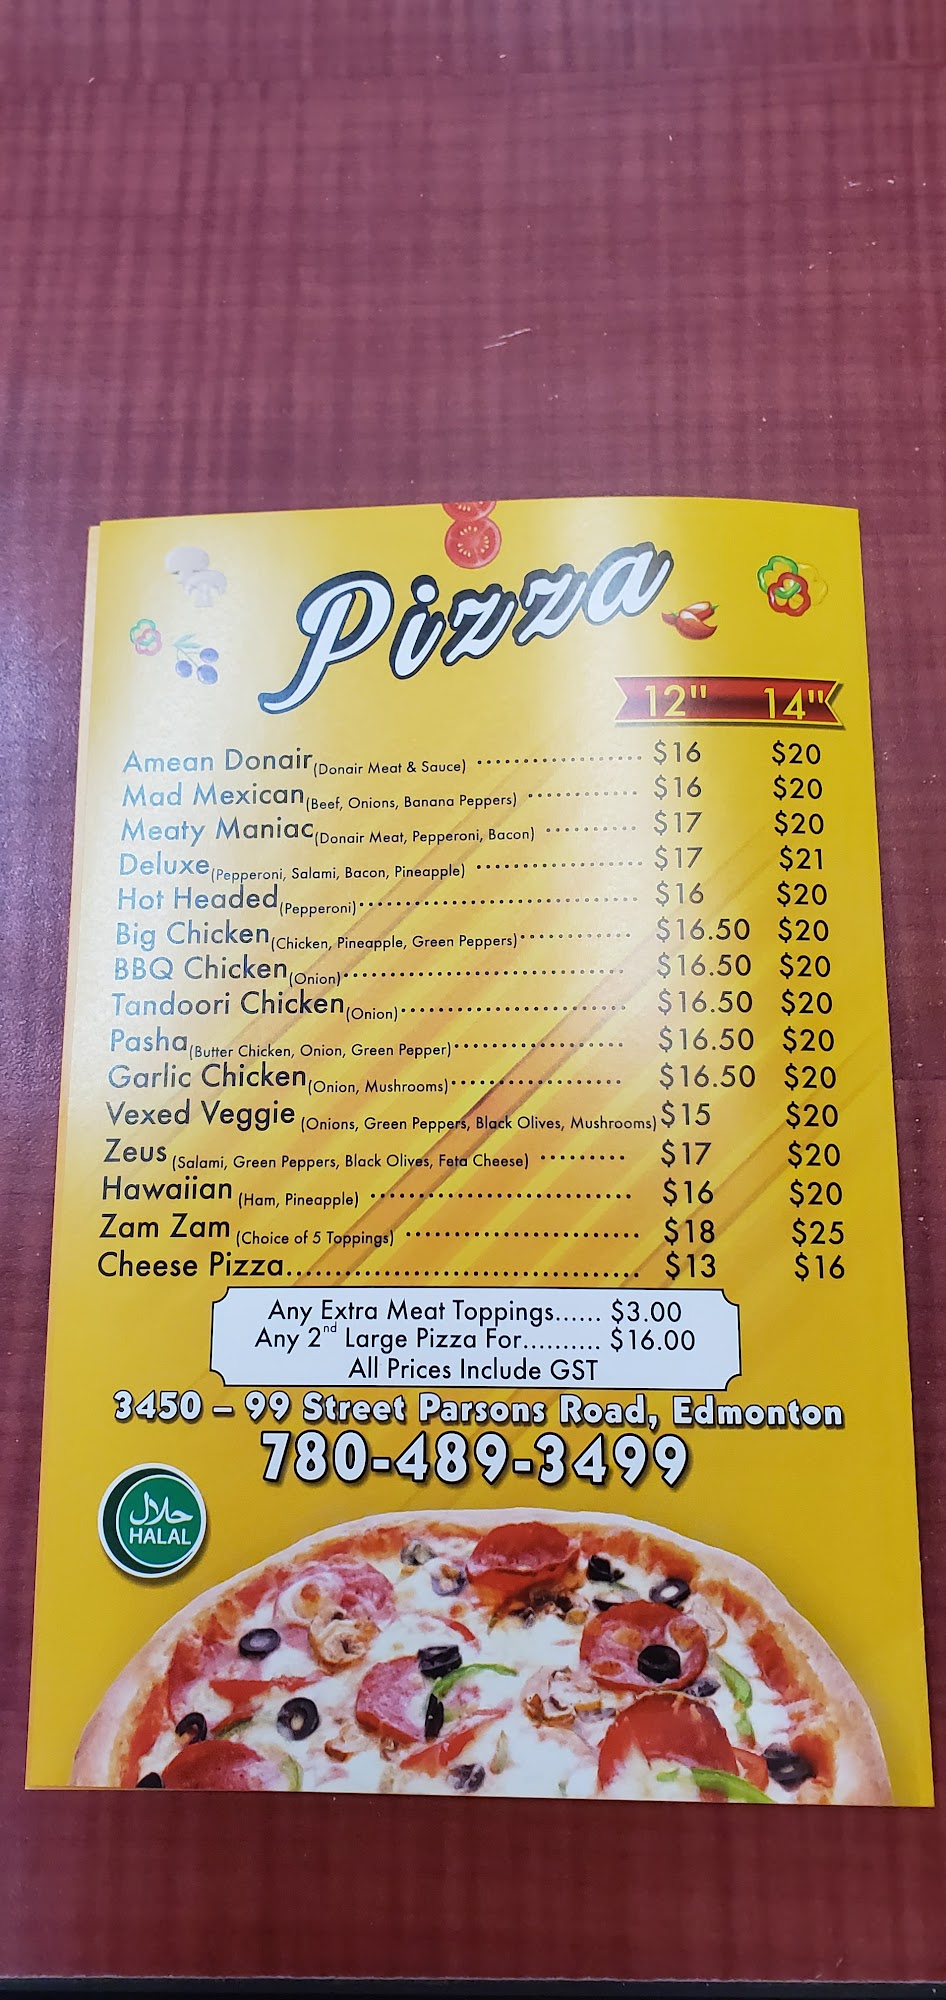 Pizza
12" 14"
Amean Donair (Donair Meat & Sauce) .................. $16 $20
Mad Mexican (Beef, Onions, Banana Peppers) ............ $16 $20
Meaty Maniac (Donair Meat, Pepperoni, Bacon) .......... $17 $20
Deluxe (Pepperoni, Salami, Bacon, Pineapple) .................. $17 $21
Hot Headed (Pepperoni) ............................. $16 $20
Big Chicken (Chicken, Pineapple, Green Peppers) ............ $16.50 $20
BBQ Chicken (Onion) ............................... $16.50 $20
Tandoori Chicken (Onion) ......................... $16.50 $20
Pasha (Butter Chicken, Onion, Green Pepper) ................... $16.50 $20
Garlic Chicken (Onion, Mushrooms) ................... $16.50 $20
Vexed Veggie (Onions, Green Peppers, Black Olives, Mushrooms) $15 $20
Zeus (Salami, Green Peppers, Black Olives, Feta Cheese) ......... $17 $20
Hawaiian (Ham, Pineapple) ............................. $16 $20
Zam Zam (Choice of 5 Toppings) .......................... $18 $25
Cheese Pizza....................................... $13 $16
Any Extra Meat Toppings...... $3.00
Any 2nd Large Pizza For.......... $16.00
All Prices Include GST
3450 – 99 Street Parsons Road, Edmonton
780-489-3499
حلال
HALAL